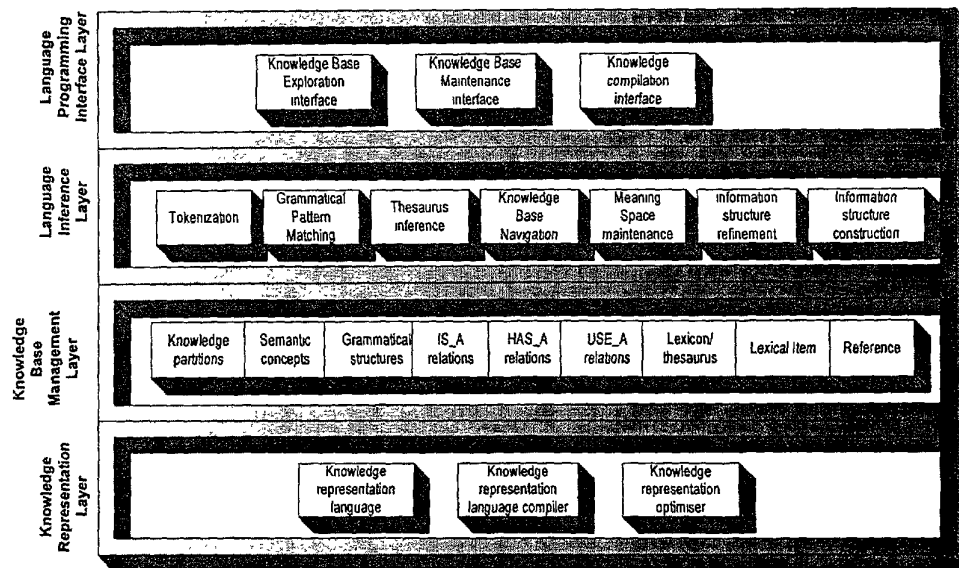 Language
Programming
Interface Layer
Knowledge Base
Exploration
interface
Knowledge Base
Maintenance
interface
Knowledge
compilation
interface
Language
Inference
Layer
Tokenization
Grammatical
Pattern
Matching
Thesaurus
inference
Knowledge
Base
Navigation
Meaning
Space
maintenance
Information
structure
refinement
Information
structure
construction
Knowledge
Base
Management
Layer
Knowledge
partitions
Semantic
concepts
Grammatical
structures
IS_A
relations
HAS_A
relations
USE_A
relations
Lexicon/
thesaurus
Lexical Item
Reference
Knowledge
Representation
Layer
Knowledge
representation
language
Knowledge
representation
language compiler
Knowledge
representation
optimiser